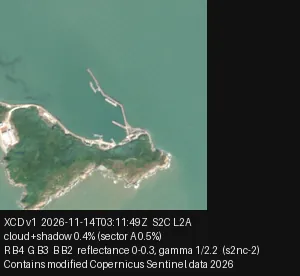 XCD v1 2026-11-14T03:11:49Z S2C L2A
cloud+shadow 0.4% (sector A 0.5%)
R B4 G B3 B B2 reflectance 0-0.3, gamma 1/2.2 (s2nc-2)
Contains modified Copernicus Sentinel data 2026